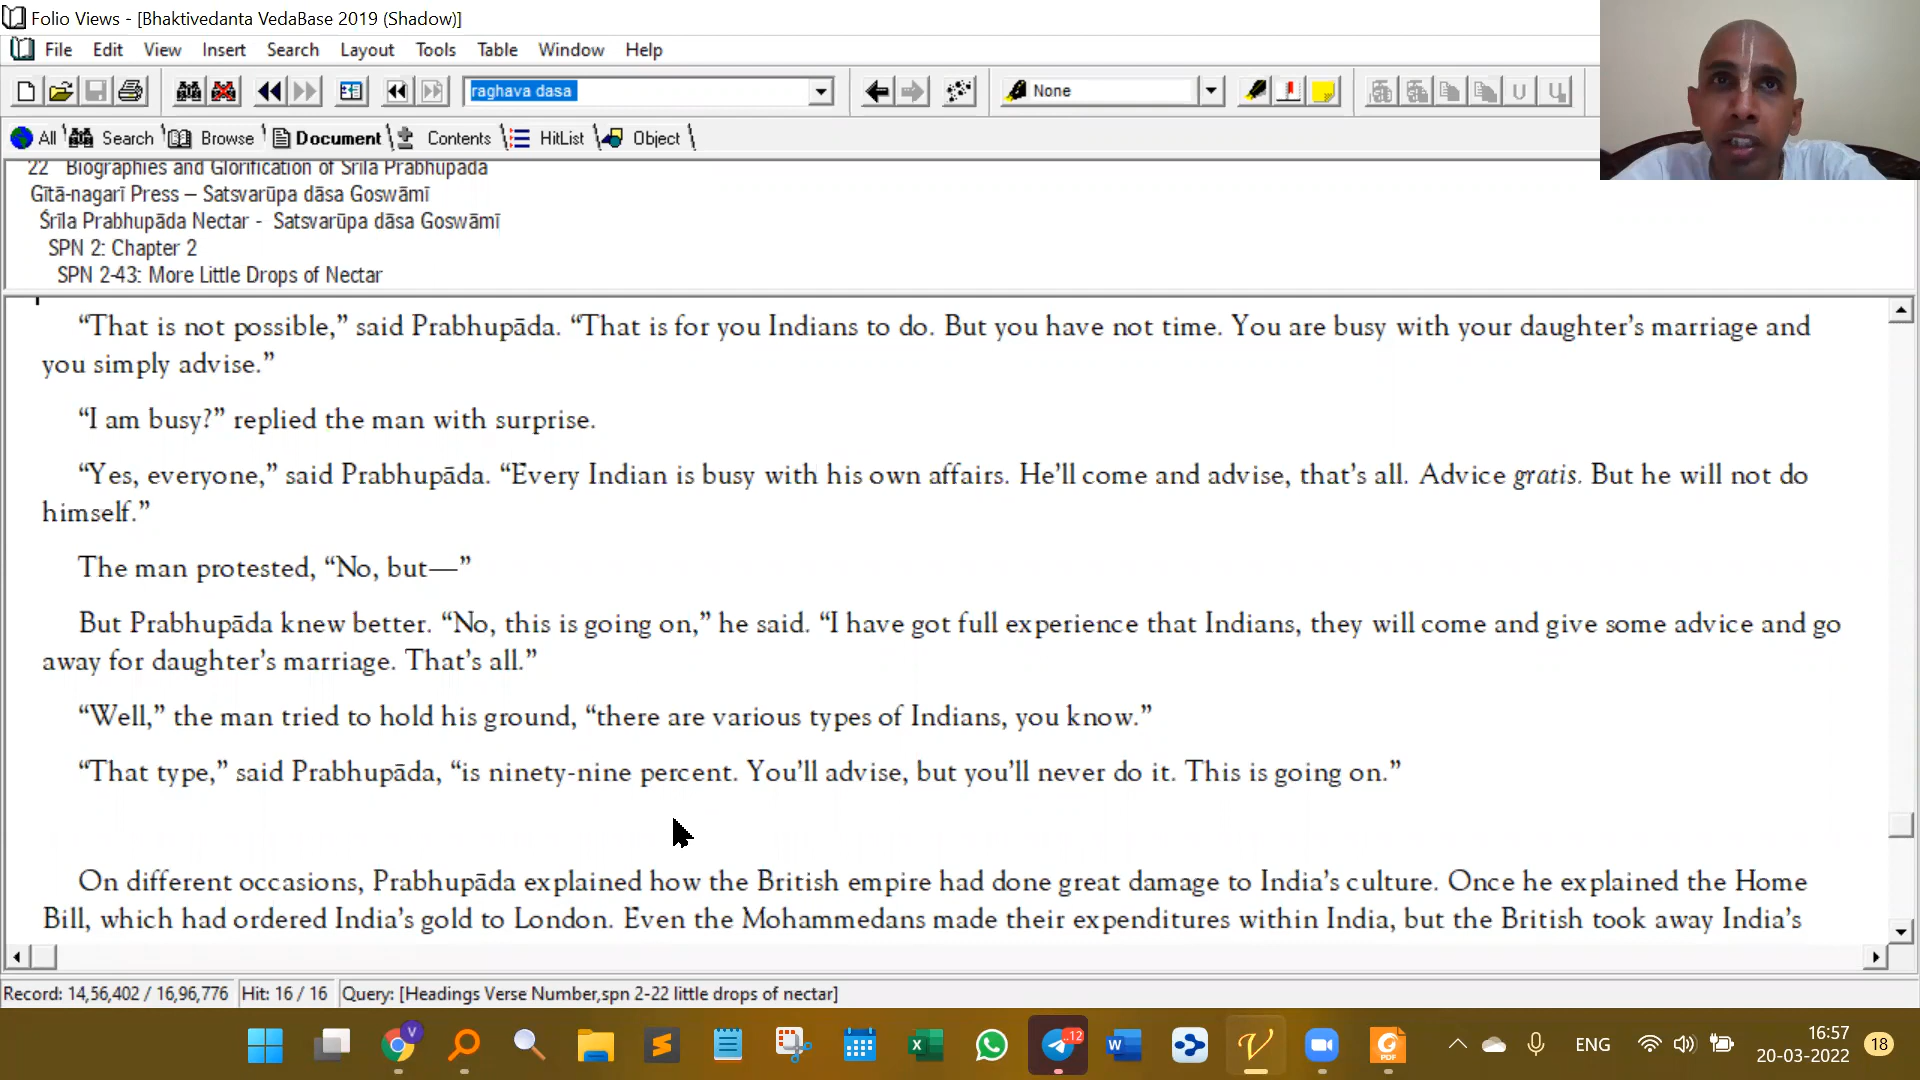 Folio Views - [Bhaktivedanta VedaBase 2019 (Shadow)]
File Edit View Insert Search Layout Tools Table Window Help
raghava dasa
None
All Search Browse Document Contents HitList Object
22 Biographies and Glorification of Śrīla Prabhupāda
Gītā-nagarī Press – Satsvarūpa dāsa Goswāmī
Śrīla Prabhupāda Nectar - Satsvarūpa dāsa Goswāmī
SPN 2: Chapter 2
SPN 2-43: More Little Drops of Nectar
“That is not possible,” said Prabhupāda. “That is for you Indians to do. But you have not time. You are busy with your daughter’s marriage and
you simply advise.”
“I am busy?” replied the man with surprise.
“Yes, everyone,” said Prabhupāda. “Every Indian is busy with his own affairs. He’ll come and advise, that’s all. Advice gratis. But he will not do
himself.”
The man protested, “No, but—”
But Prabhupāda knew better. “No, this is going on,” he said. “I have got full experience that Indians, they will come and give some advice and go
away for daughter’s marriage. That’s all.”
“Well,” the man tried to hold his ground, “there are various types of Indians, you know.”
“That type,” said Prabhupāda, “is ninety-nine percent. You’ll advise, but you’ll never do it. This is going on.”
On different occasions, Prabhupāda explained how the British empire had done great damage to India’s culture. Once he explained the Home
Bill, which had ordered India’s gold to London. Even the Mohammedans made their expenditures within India, but the British took away India’s
Record: 14,56,402 / 16,96,776 Hit: 16 / 16 Query: [Headings Verse Number,spn 2-22 little drops of nectar]
V
..12
PDF
ENG
16:57
20-03-2022
18